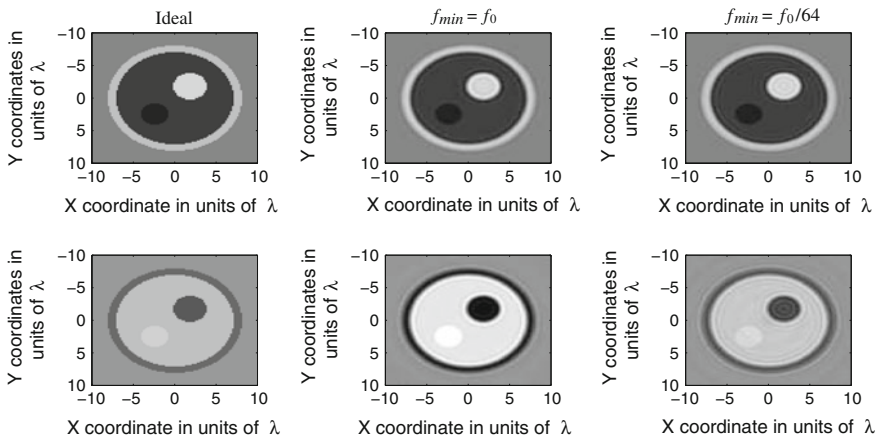 Ideal
f_min = f_0
f_min = f_0/64
Y coordinates in
units of λ
−10
−5
0
5
10
−10 −5 0 5 10
X coordinate in units of λ
Y coordinates in
units of λ
−10
−5
0
5
10
−10 −5 0 5 10
X coordinate in units of λ
Y coordinates in
units of λ
−10
−5
0
5
10
−10 −5 0 5 10
X coordinate in units of λ
Y coordinates in
units of λ
−10
−5
0
5
10
−10 −5 0 5 10
X coordinate in units of λ
Y coordinates in
units of λ
−10
−5
0
5
10
−10 −5 0 5 10
X coordinate in units of λ
Y coordinates in
units of λ
−10
−5
0
5
10
−10 −5 0 5 10
X coordinate in units of λ